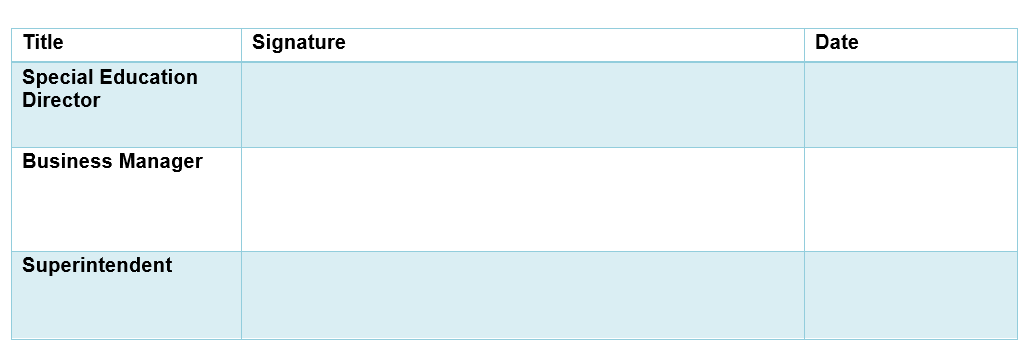 Title Signature Date
Special Education
Director
Business Manager
Superintendent